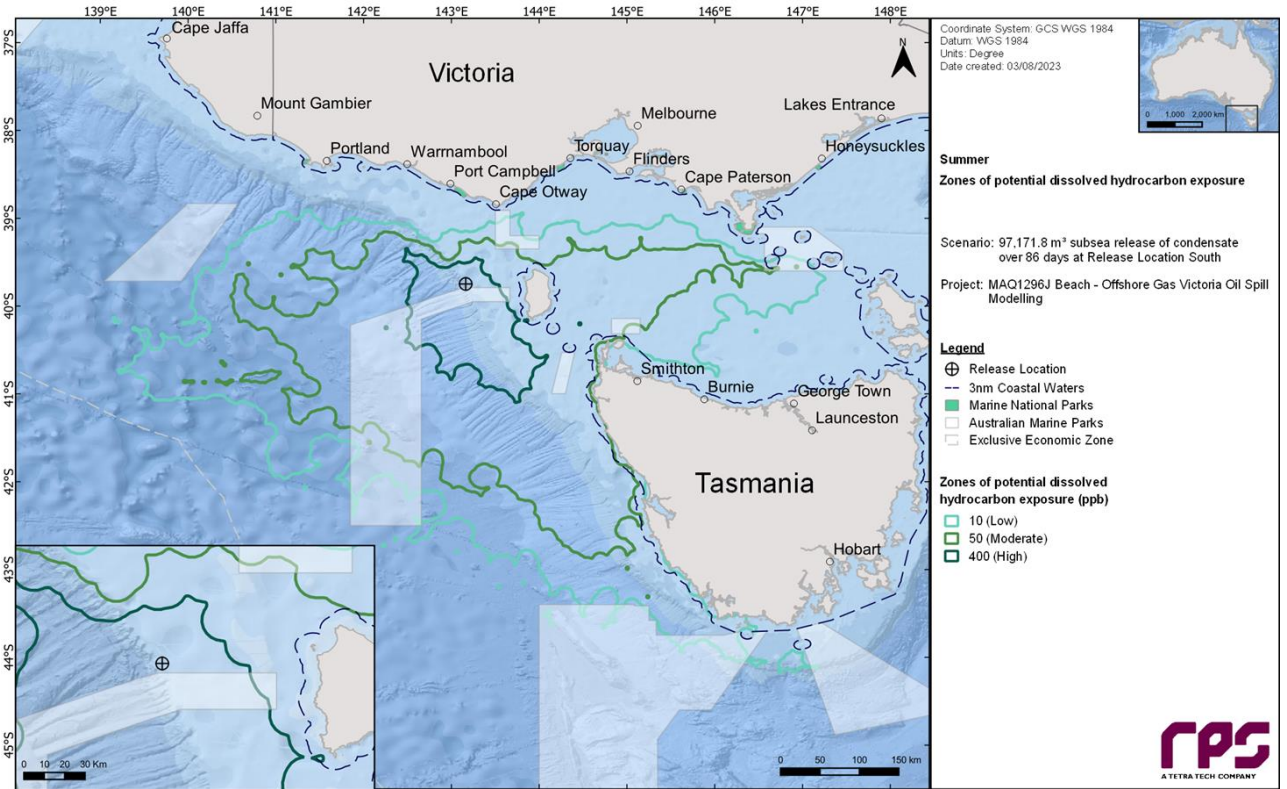 139°E 140°E 141°E 142°E 143°E 144°E 145°E 146°E 147°E 148°E
37°S
38°S
39°S
40°S
41°S
42°S
43°S
44°S
45°S
Cape Jaffa
Victoria
N
Mount Gambier
Melbourne
Lakes Entrance
Portland
Warrnambool
Torquay
Honeysuckles
Port Campbell
Flinders
Cape Otway
Cape Paterson
Smithton
Burnie
George Town
Launceston
Tasmania
Hobart
0 10 20 30 Km
0 50 100 150 km
Coordinate System: GCS WGS 1984
Datum: WGS 1984
Units: Degree
Date created: 03/08/2023
0 1,000 2,000 km
Summer
Zones of potential dissolved hydrocarbon exposure
Scenario: 97,171.8 m³ subsea release of condensate
over 86 days at Release Location South
Project: MAQ1296J Beach - Offshore Gas Victoria Oil Spill
Modelling
Legend
Release Location
3nm Coastal Waters
Marine National Parks
Australian Marine Parks
Exclusive Economic Zone
Zones of potential dissolved
hydrocarbon exposure (ppb)
10 (Low)
50 (Moderate)
400 (High)
rps
A TETRA TECH COMPANY